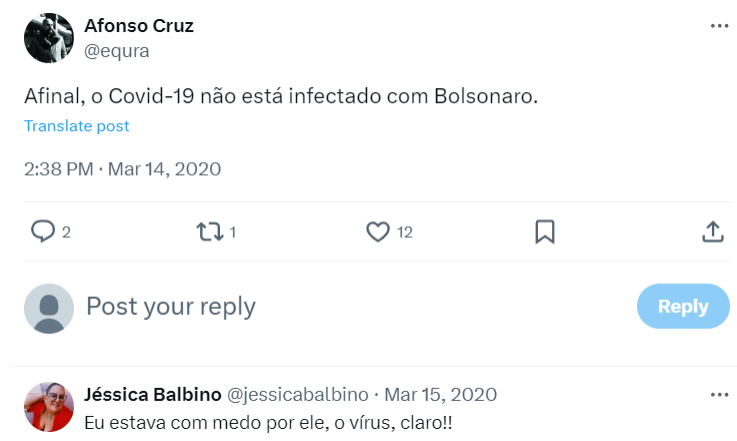 Afonso Cruz
@equra
Afinal, o Covid-19 não está infectado com Bolsonaro.
Translate post
2:38 PM · Mar 14, 2020
2 1 12
Post your reply Reply
Jéssica Balbino @jessicabalbino · Mar 15, 2020
Eu estava com medo por ele, o vírus, claro!!